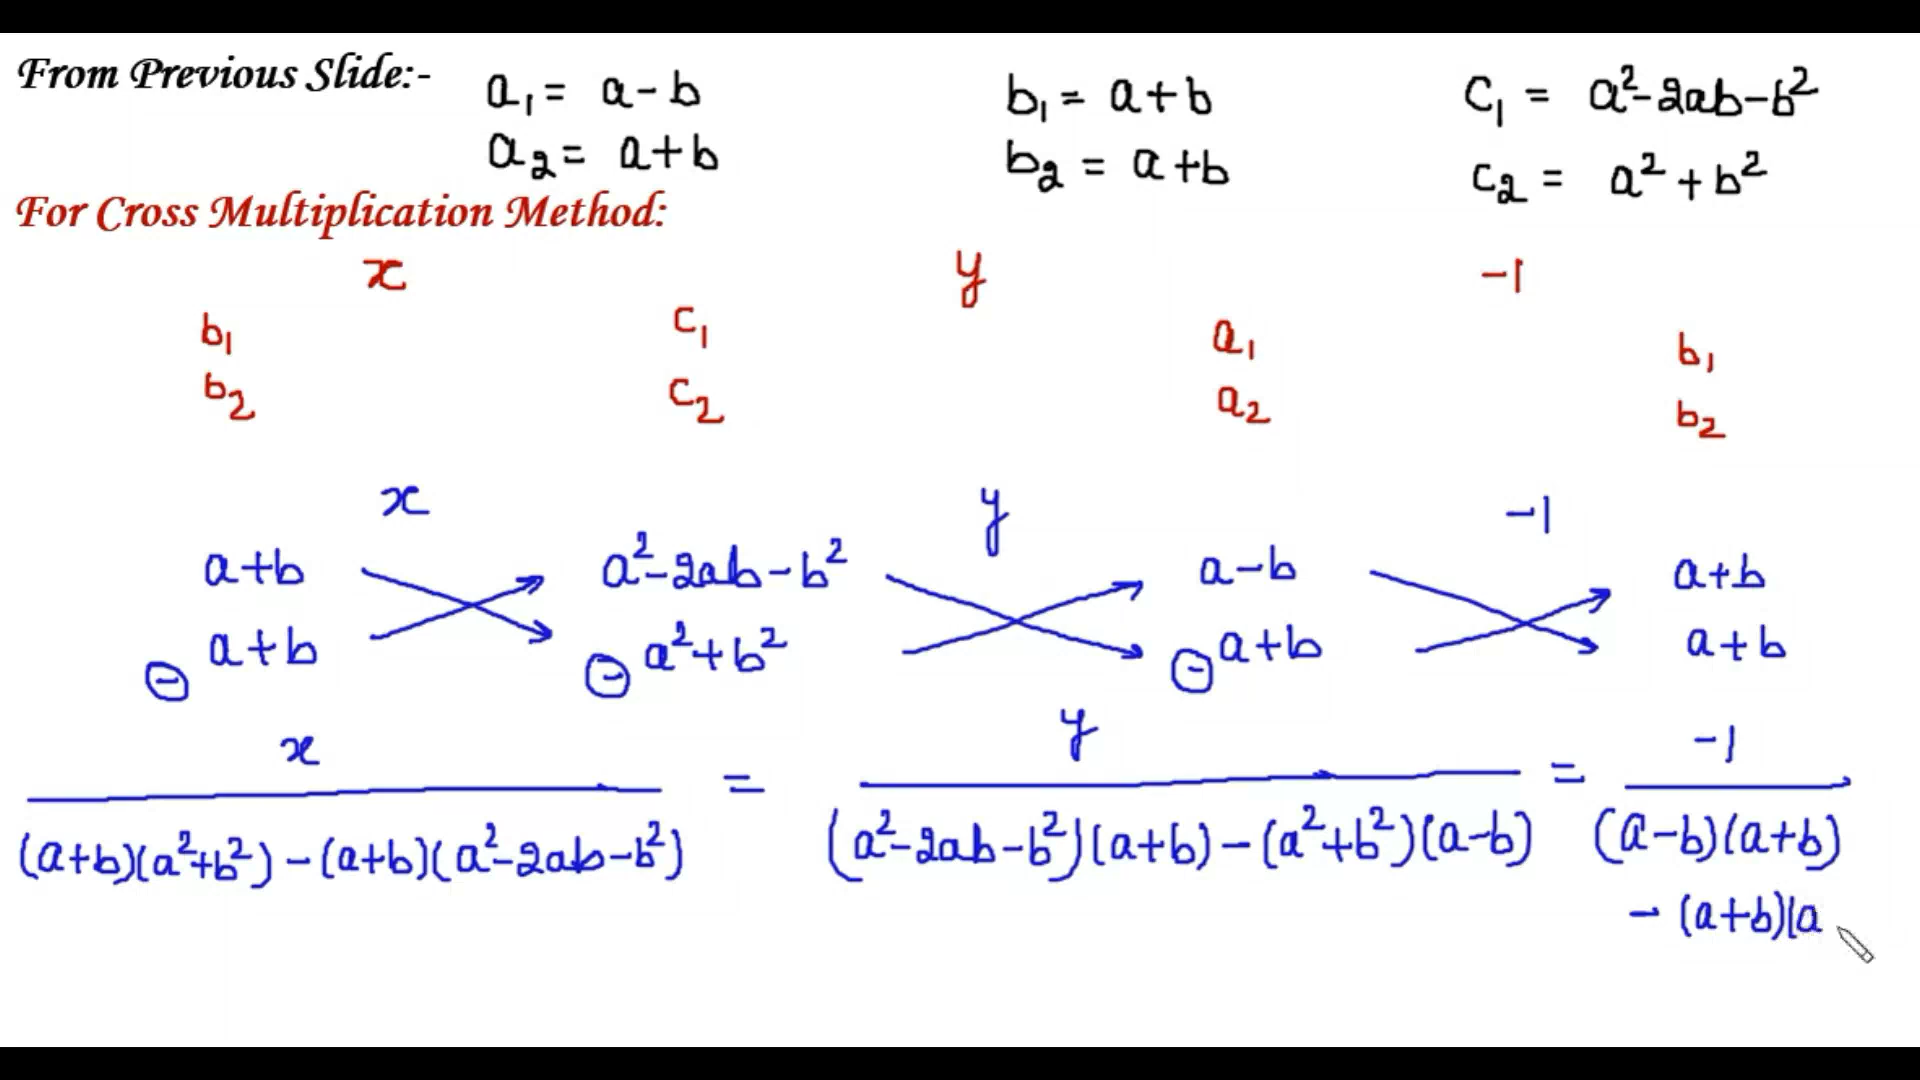 From Previous Slide:- a₁ = a-b b₁ = a+b c₁ = a²-2ab-b²
a₂ = a+b b₂ = a+b c₂ = a²+b²
For Cross Multiplication Method:
x y -1
b₁ c₁ a₁ b₁
b₂ c₂ a₂ b₂
x y -1
a+b a²-2ab-b² a-b a+b
- a+b - a²+b² - a+b a+b
x = y = -1
(a+b)(a²+b²)-(a+b)(a²-2ab-b²) (a²-2ab-b²)(a+b)-(a²+b²)(a-b) (a-b)(a+b)
- (a+b)(a